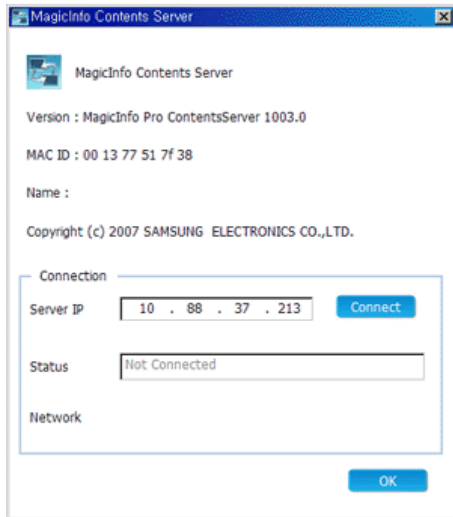 MagicInfo Contents Server
MagicInfo Contents Server
Version : MagicInfo Pro ContentsServer 1003.0
MAC ID : 00 13 77 51 7f 38
Name :
Copyright (c) 2007 SAMSUNG ELECTRONICS CO.,LTD.
Connection
Server IP 10 . 88 . 37 . 213 Connect
Status Not Connected
Network
OK